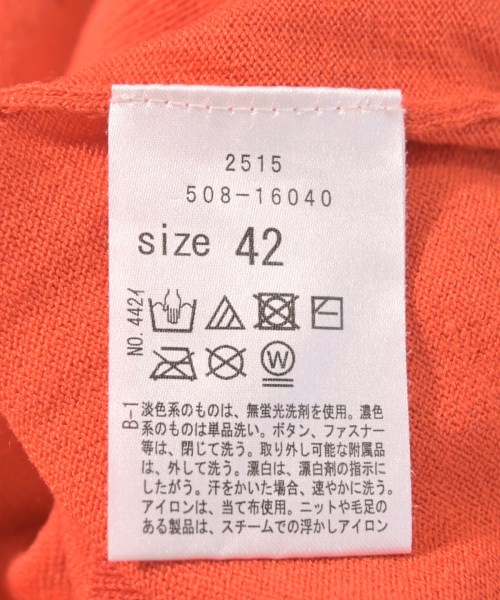 2515
508-16040
size 42
NO. 442イ
W
B-1
淡色系のものは、無蛍光洗剤を使用。濃色
系のものは単品洗い。ボタン、ファスナー
等は、閉じて洗う。取り外し可能な附属品
は、外して洗う。漂白は、漂白剤の指示に
したがう。汗をかいた場合、速やかに洗う。
アイロンは、当て布使用。ニットや毛足の
ある製品は、スチームでの浮かしアイロン